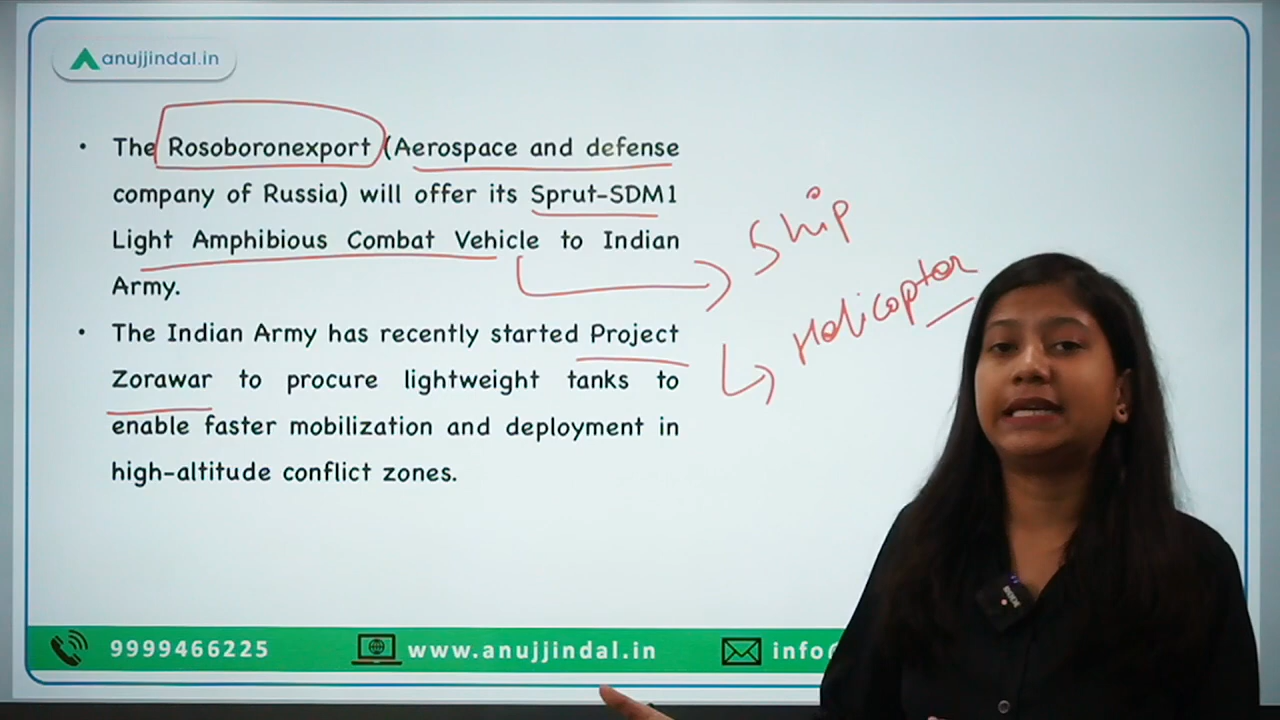 anujjindal.in
• The Rosoboronexport (Aerospace and defense
company of Russia) will offer its Sprut-SDM1
Light Amphibious Combat Vehicle to Indian
Army.
• The Indian Army has recently started Project
Zorawar to procure lightweight tanks to
enable faster mobilization and deployment in
high-altitude conflict zones.
Ship
Helicopter
9999466225
www.anujjindal.in
info@